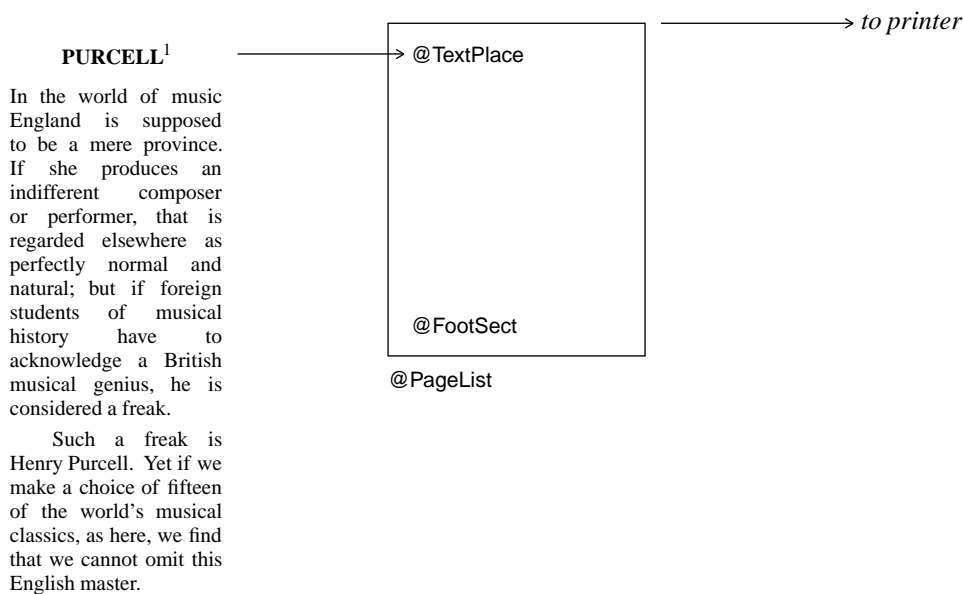 to printer
PURCELL1
@TextPlace
In the world of music
England is supposed
to be a mere province.
If she produces an
indifferent composer
or performer, that is
regarded elsewhere as
perfectly normal and
natural; but if foreign
students of musical
history have to
acknowledge a British
musical genius, he is
considered a freak.
Such a freak is
Henry Purcell. Yet if we
make a choice of fifteen
of the world's musical
classics, as here, we find
that we cannot omit this
English master.
@FootSect
@PageList